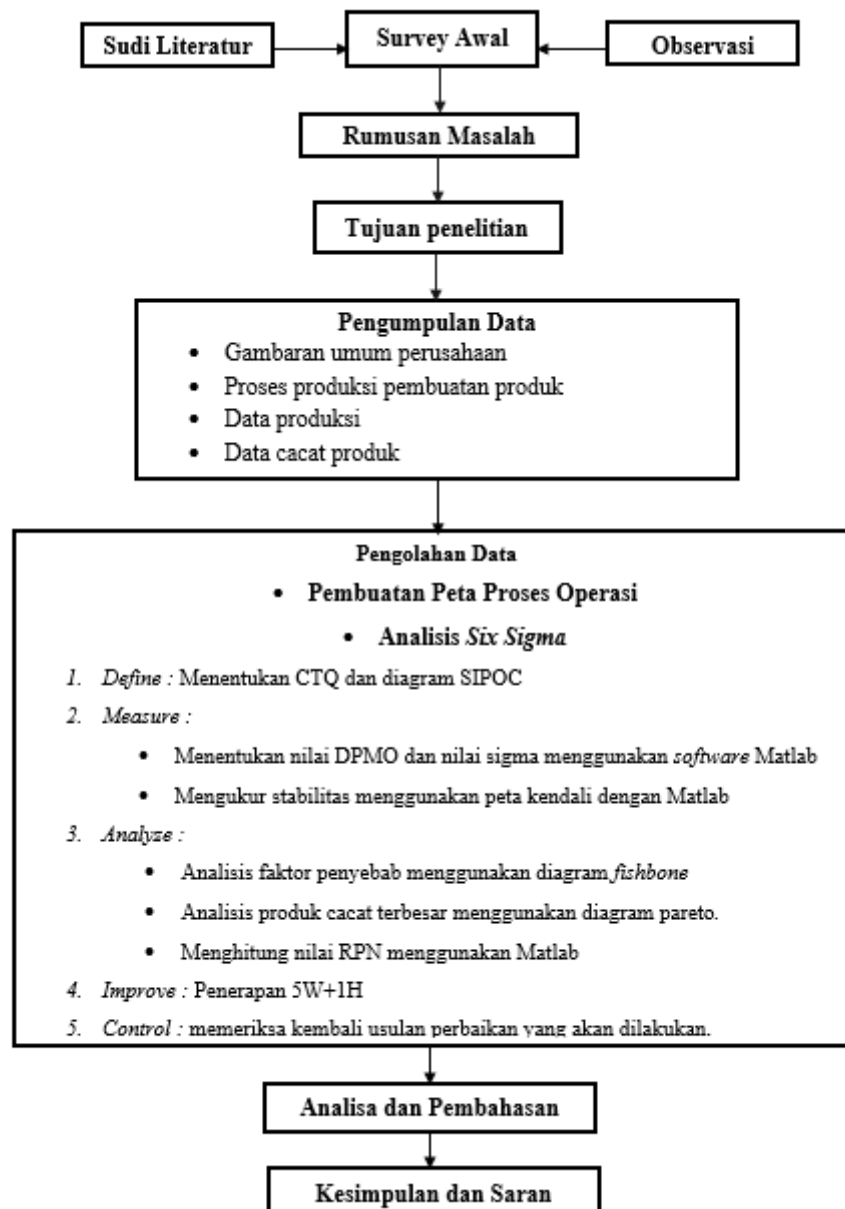 Sudi Literatur
Survey Awal
Observasi
Rumusan Masalah
Tujuan penelitian
Pengumpulan Data
• Gambaran umum perusahaan
• Proses produksi pembuatan produk
• Data produksi
• Data cacat produk
Pengolahan Data
• Pembuatan Peta Proses Operasi
• Analisis Six Sigma
1. Define : Menentukan CTQ dan diagram SIPOC
2. Measure :
• Menentukan nilai DPMO dan nilai sigma menggunakan software Matlab
• Mengukur stabilitas menggunakan peta kendali dengan Matlab
3. Analyze :
• Analisis faktor penyebab menggunakan diagram fishbone
• Analisis produk cacat terbesar menggunakan diagram pareto.
• Menghitung nilai RPN menggunakan Matlab
4. Improve : Penerapan 5W+1H
5. Control : memeriksa kembali usulan perbaikan yang akan dilakukan.
Analisa dan Pembahasan
Kesimpulan dan Saran